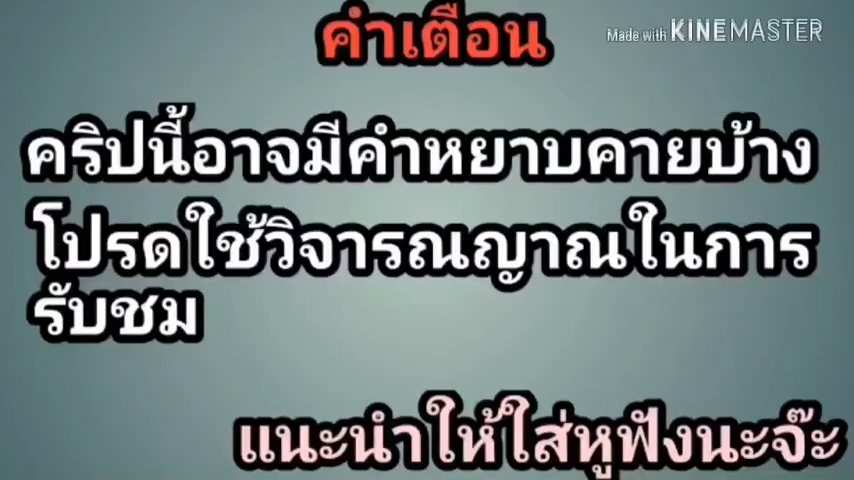 คำเตือน
Made with KINEMASTER
คริปนี้อาจมีคำหยาบคายบ้าง
โปรดใช้วิจารณญาณในการ
รับชม
แนะนำให้ใส่หูฟังนะจ๊ะ